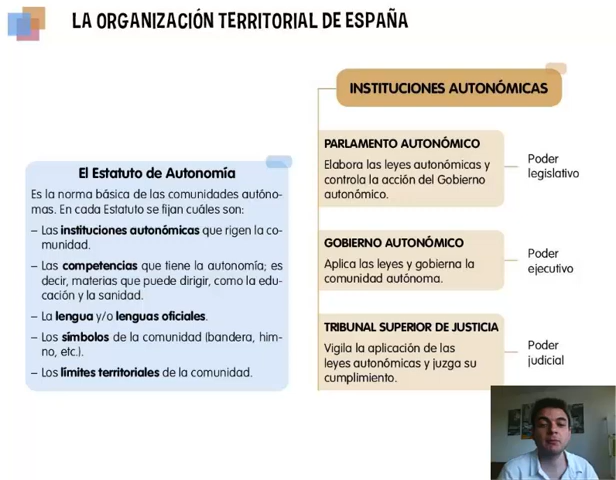 LA ORGANIZACIÓN TERRITORIAL DE ESPAÑA
El Estatuto de Autonomía
Es la norma básica de las comunidades autóno-
mas. En cada Estatuto se fijan cuáles son:
– Las instituciones autonómicas que rigen la co-
munidad.
– Las competencias que tiene la autonomía; es
decir, materias que puede dirigir, como la edu-
cación y la sanidad.
– La lengua y/o lenguas oficiales.
– Los símbolos de la comunidad (bandera, him-
no, etc.).
– Los límites territoriales de la comunidad.
INSTITUCIONES AUTONÓMICAS
PARLAMENTO AUTONÓMICO
Elabora las leyes autonómicas y
controla la acción del Gobierno
autonómico.
Poder
legislativo
GOBIERNO AUTONÓMICO
Aplica las leyes y gobierna la
comunidad autónoma.
Poder
ejecutivo
TRIBUNAL SUPERIOR DE JUSTICIA
Vigila la aplicación de las
leyes autonómicas y juzga su
cumplimiento.
Poder
judicial